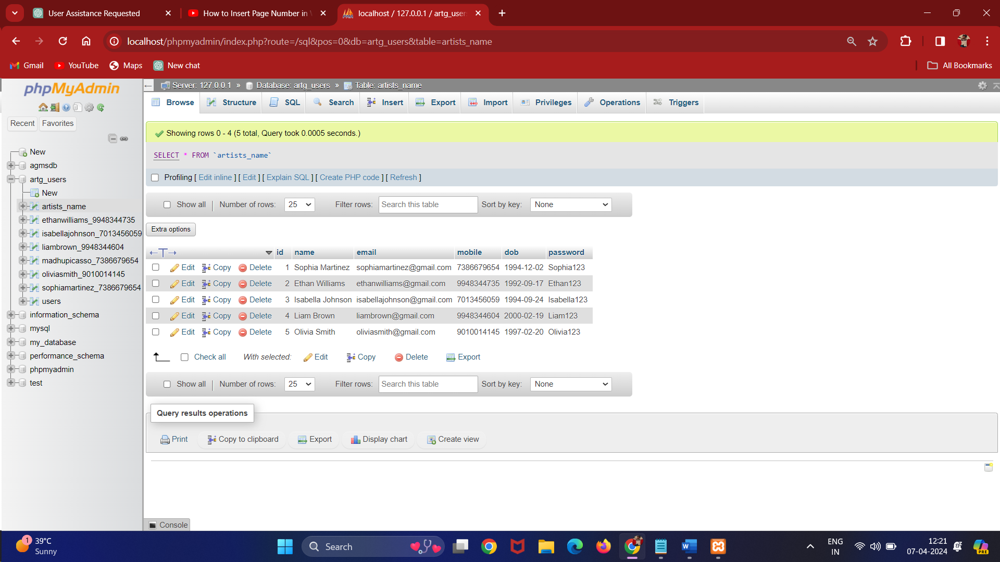 User Assistance Requested
How to Insert Page Number in
localhost / 127.0.0.1 / artg_user
localhost/phpmyadmin/index.php?route=/sql&pos=0&db=artg_users&table=artists_name
Gmail YouTube Maps New chat All Bookmarks
phpMyAdmin
Recent Favorites
New
agmsdb
artg_users
New
artists_name
ethanwilliams_9948344735
isabellajohnson_7013456059
liambrown_9948344604
madhupicasso_7386679654
oliviasmith_9010014145
sophiamartinez_7386679654
users
information_schema
mysql
my_database
performance_schema
phpmyadmin
test
Server: 127.0.0.1 » Database: artg_users » Table: artists_name
Browse Structure SQL Search Insert Export Import Privileges Operations Triggers
Showing rows 0 - 4 (5 total, Query took 0.0005 seconds.)
SELECT * FROM `artists_name`
Profiling [ Edit inline ] [ Edit ] [ Explain SQL ] [ Create PHP code ] [ Refresh ]
Show all | Number of rows: 25 Filter rows: Search this table Sort by key: None
Extra options
←T→ id name email mobile dob password
Edit Copy Delete 1 Sophia Martinez sophiamartinez@gmail.com 7386679654 1994-12-02 Sophia123
Edit Copy Delete 2 Ethan Williams ethanwilliams@gmail.com 9948344735 1992-09-17 Ethan123
Edit Copy Delete 3 Isabella Johnson isabellajohnson@gmail.com 7013456059 1994-09-24 Isabella123
Edit Copy Delete 4 Liam Brown liambrown@gmail.com 9948344604 2000-02-19 Liam123
Edit Copy Delete 5 Olivia Smith oliviasmith@gmail.com 9010014145 1997-02-20 Olivia123
Check all With selected: Edit Copy Delete Export
Show all | Number of rows: 25 Filter rows: Search this table Sort by key: None
Query results operations
Print Copy to clipboard Export Display chart Create view
Console
1
39°C
Sunny
Search
W
ENG
IN
12:21
07-04-2024
PRE